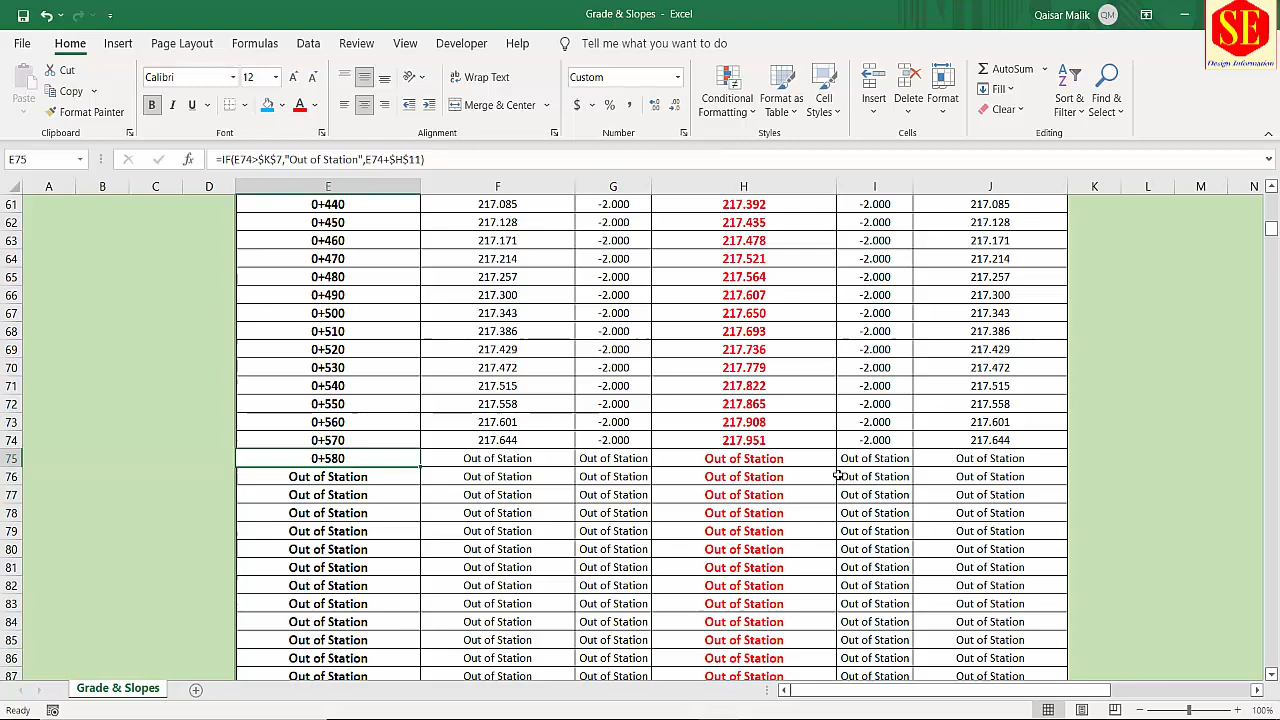 Grade & Slopes - Excel
Qaisar Malik QM
SE
Design Information
File Home Insert Page Layout Formulas Data Review View Developer Help Tell me what you want to do
Paste Cut Copy Format Painter
Clipboard
Calibri 12
B I U
Font
Wrap Text
Merge & Center
Alignment
Custom
$ % ,
Number
Conditional Formatting Format as Table Cell Styles
Styles
Insert Delete Format
Cells
AutoSum
Fill
Clear
Sort & Filter Find & Select
Editing
E75 fx =IF(E74>$K$7,"Out of Station",E74+$H$11)
A B C D E F G H I J K L M N
61 0+440 217.085 -2.000 217.392 -2.000 217.085
62 0+450 217.128 -2.000 217.435 -2.000 217.128
63 0+460 217.171 -2.000 217.478 -2.000 217.171
64 0+470 217.214 -2.000 217.521 -2.000 217.214
65 0+480 217.257 -2.000 217.564 -2.000 217.257
66 0+490 217.300 -2.000 217.607 -2.000 217.300
67 0+500 217.343 -2.000 217.650 -2.000 217.343
68 0+510 217.386 -2.000 217.693 -2.000 217.386
69 0+520 217.429 -2.000 217.736 -2.000 217.429
70 0+530 217.472 -2.000 217.779 -2.000 217.472
71 0+540 217.515 -2.000 217.822 -2.000 217.515
72 0+550 217.558 -2.000 217.865 -2.000 217.558
73 0+560 217.601 -2.000 217.908 -2.000 217.601
74 0+570 217.644 -2.000 217.951 -2.000 217.644
75 0+580 Out of Station Out of Station Out of Station Out of Station Out of Station
76 Out of Station Out of Station Out of Station Out of Station Out of Station Out of Station
77 Out of Station Out of Station Out of Station Out of Station Out of Station Out of Station
78 Out of Station Out of Station Out of Station Out of Station Out of Station Out of Station
79 Out of Station Out of Station Out of Station Out of Station Out of Station Out of Station
80 Out of Station Out of Station Out of Station Out of Station Out of Station Out of Station
81 Out of Station Out of Station Out of Station Out of Station Out of Station Out of Station
82 Out of Station Out of Station Out of Station Out of Station Out of Station Out of Station
83 Out of Station Out of Station Out of Station Out of Station Out of Station Out of Station
84 Out of Station Out of Station Out of Station Out of Station Out of Station Out of Station
85 Out of Station Out of Station Out of Station Out of Station Out of Station Out of Station
86 Out of Station Out of Station Out of Station Out of Station Out of Station Out of Station
87 Out of Station Out of Station Out of Station Out of Station Out of Station Out of Station
Grade & Slopes
Ready 100%